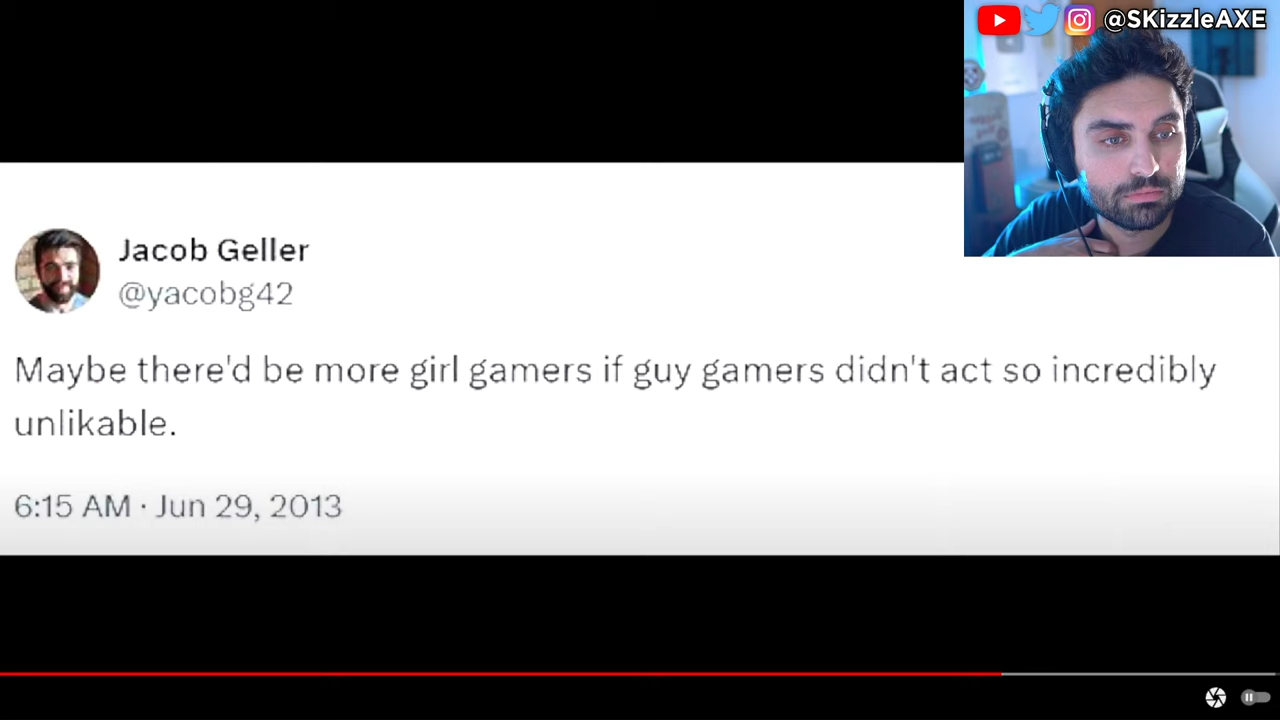 @SKizzleAXE
Jacob Geller
@yacobg42
Maybe there'd be more girl gamers if guy gamers didn't act so incredibly
unlikable.
6:15 AM · Jun 29, 2013